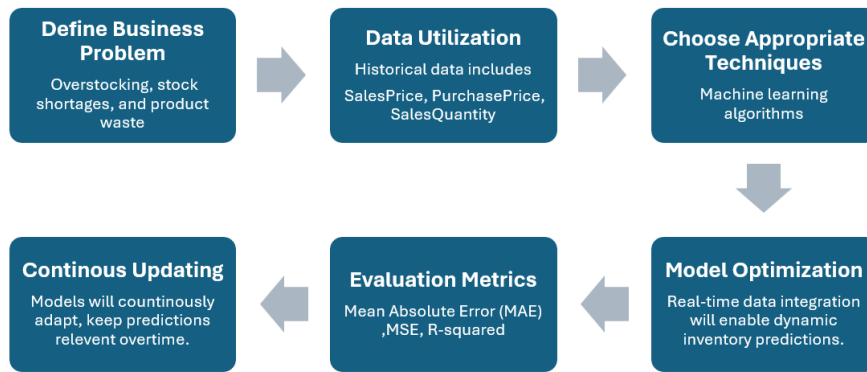 Define Business
Problem
Overstocking, stock
shortages, and product
waste
Data Utilization
Historical data includes
SalesPrice, PurchasePrice,
SalesQuantity
Choose Appropriate
Techniques
Machine learning
algorithms
Model Optimization
Real-time data integration
will enable dynamic
inventory predictions.
Evaluation Metrics
Mean Absolute Error (MAE)
,MSE, R-squared
Continous Updating
Models will countinously
adapt, keep predictions
relevent overtime.